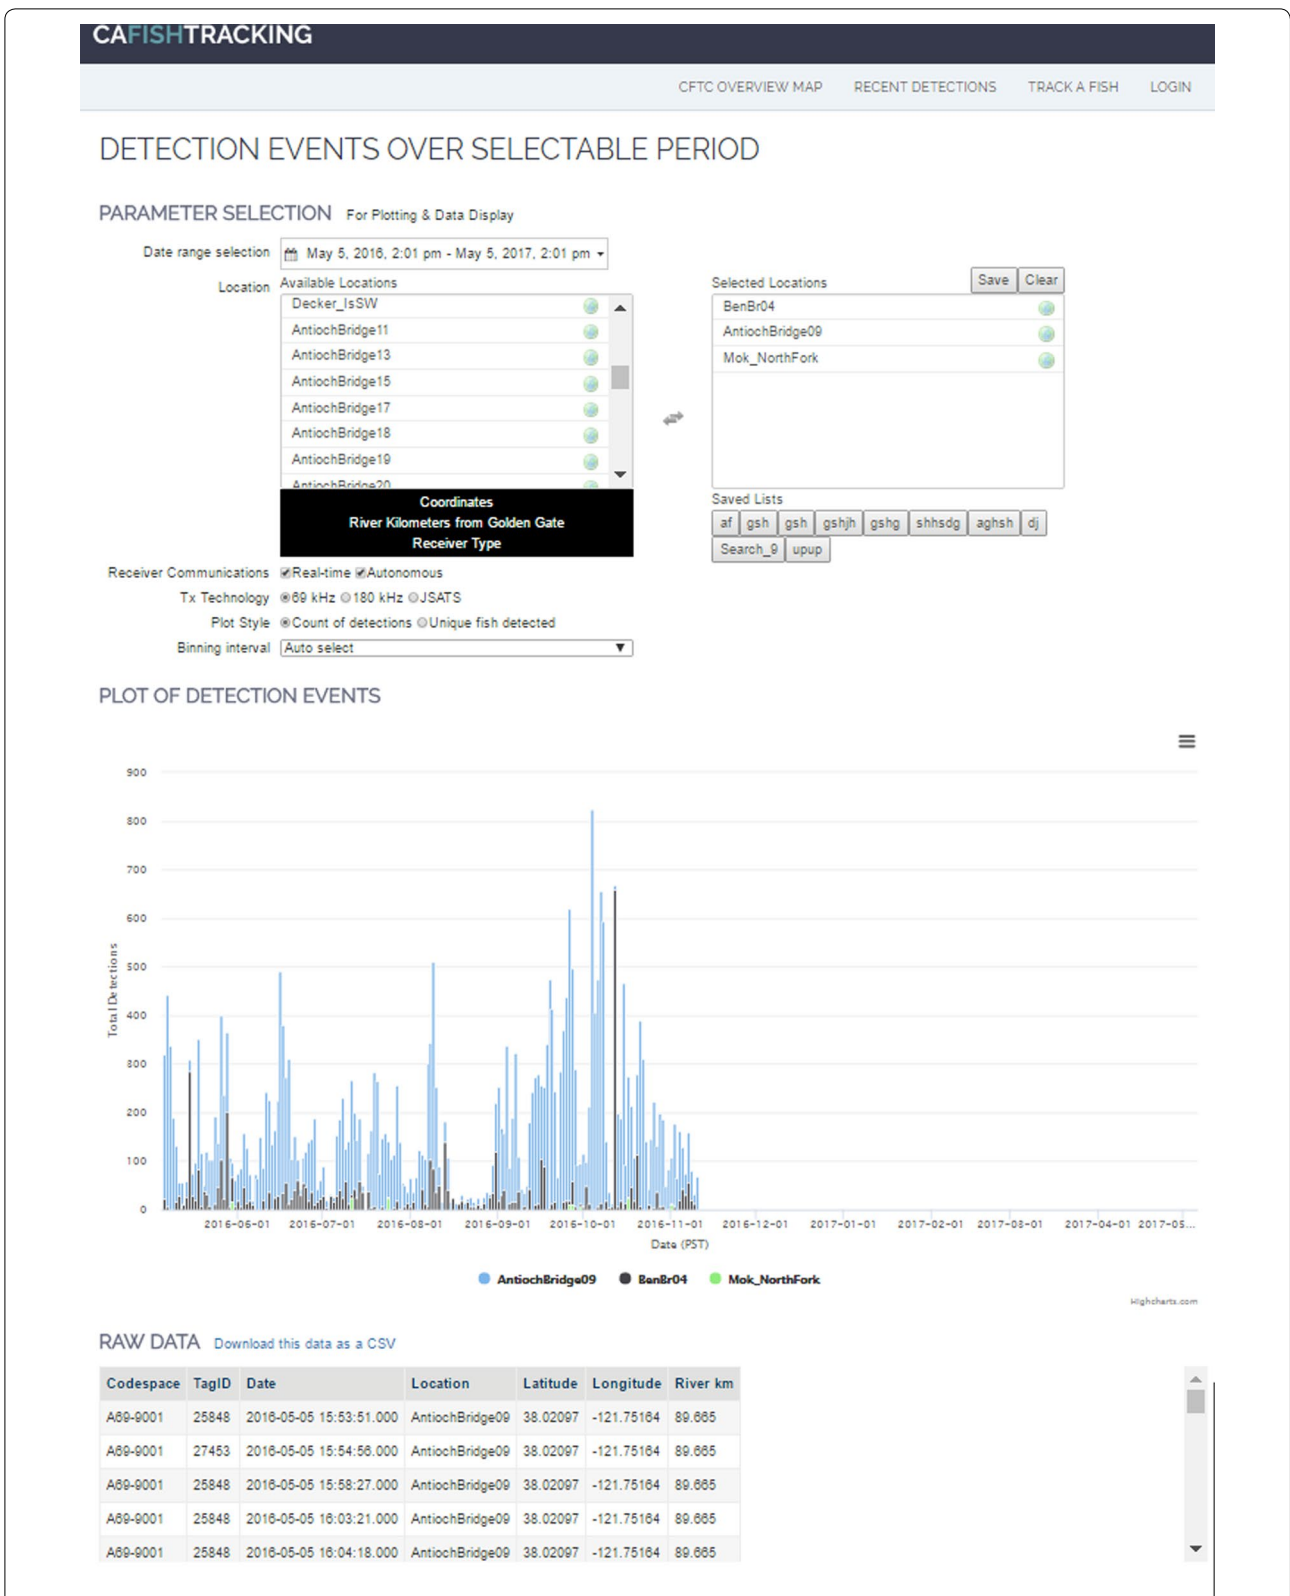 CAFISHTRACKING
CFTC OVERVIEW MAP RECENT DETECTIONS TRACK A FISH LOGIN
DETECTION EVENTS OVER SELECTABLE PERIOD
PARAMETER SELECTION For Plotting & Data Display
Date range selection May 5, 2016, 2:01 pm - May 5, 2017, 2:01 pm
Location Available Locations
Decker_IsSW
AntiochBridge11
AntiochBridge13
AntiochBridge15
AntiochBridge17
AntiochBridge18
AntiochBridge19
AntiochBridge20
Coordinates
River Kilometers from Golden Gate
Receiver Type
Selected Locations Save Clear
BenBr04
AntiochBridge09
Mok_NorthFork
Saved Lists
af gsh gsh gshjh gshg shhsdg aghsh dj
Search_9 upup
Receiver Communications Real-time Autonomous
Tx Technology 69 kHz 180 kHz JSATS
Plot Style Count of detections Unique fish detected
Binning interval Auto select
PLOT OF DETECTION EVENTS
900
800
700
600
500
400
300
200
100
0
Total Detections
2016-06-01 2016-07-01 2016-08-01 2016-09-01 2016-10-01 2016-11-01 2016-12-01 2017-01-01 2017-02-01 2017-03-01 2017-04-01 2017-05...
Date (PST)
AntiochBridge09 BenBr04 Mok_NorthFork
Highcharts.com
RAW DATA Download this data as a CSV
Codespace TagID Date Location Latitude Longitude River km
A69-9001 25848 2016-05-05 15:53:51.000 AntiochBridge09 38.02097 -121.75164 89.665
A69-9001 27453 2016-05-05 15:54:56.000 AntiochBridge09 38.02097 -121.75164 89.665
A69-9001 25848 2016-05-05 15:58:27.000 AntiochBridge09 38.02097 -121.75164 89.665
A69-9001 25848 2016-05-05 16:03:21.000 AntiochBridge09 38.02097 -121.75164 89.665
A69-9001 25848 2016-05-05 16:04:18.000 AntiochBridge09 38.02097 -121.75164 89.665